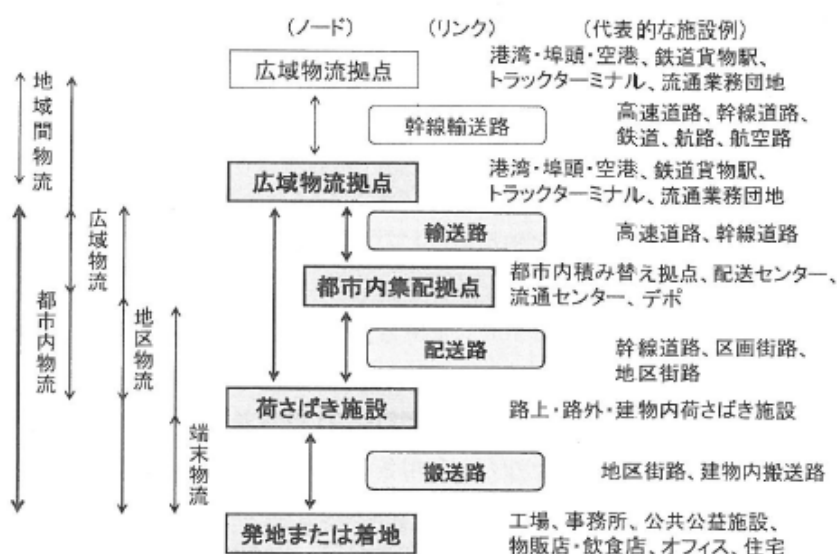 (ノード)
(リンク)
(代表的な施設例)
広域物流拠点
港湾・埠頭・空港、鉄道貨物駅、
トラックターミナル、流通業務団地
幹線輸送路
高速道路、幹線道路、
鉄道、航路、航空路
広域物流拠点
港湾・埠頭・空港、鉄道貨物駅、
トラックターミナル、流通業務団地
輸送路
高速道路、幹線道路
都市内集配拠点
都市内積み替え拠点、配送センター、
流通センター、デポ
配送路
幹線道路、区画街路、
地区街路
荷さばき施設
路上・路外・建物内荷さばき施設
搬送路
地区街路、建物内搬送路
発地または着地
工場、事務所、公共公益施設、
物販店・飲食店、オフィス、住宅
地域間物流
都市内物流
広域物流
地区物流
端末物流